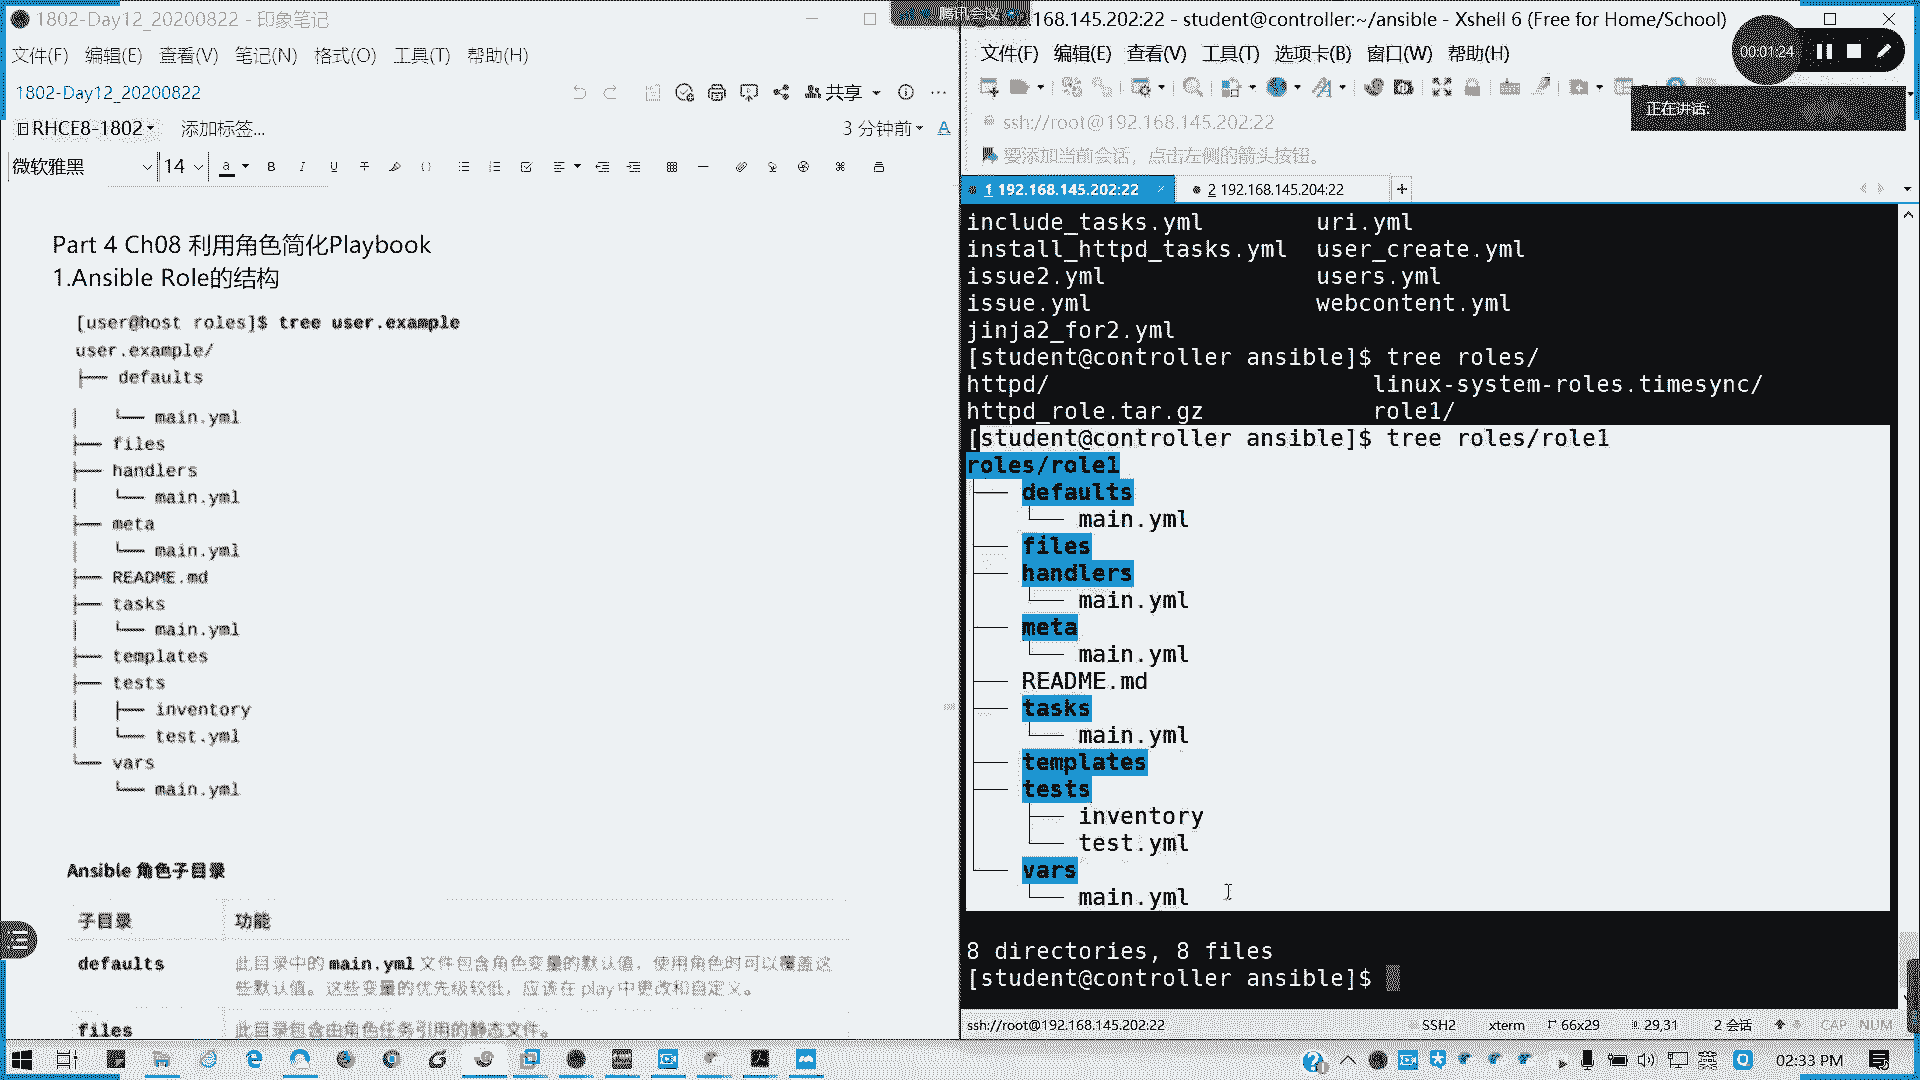 1802-Day12_20200822 - 印象笔记
文件(F) 编辑(E) 查看(V) 笔记(N) 格式(O) 工具(T) 帮助(H)
1802-Day12_20200822
共享
RHCE8-1802
添加标签...
3 分钟前
微软雅黑
14
Part 4 Ch08 利用角色简化Playbook
1.Ansible Role的结构
[user@host roles]$ tree user.example
user.example/
├── defaults
│   └── main.yml
├── files
├── handlers
│   └── main.yml
├── meta
│   └── main.yml
├── README.md
├── tasks
│   └── main.yml
├── templates
├── tests
│   ├── inventory
│   └── test.yml
└── vars
    └── main.yml
Ansible 角色子目录
子目录 功能
defaults 此目录中的 main.yml 文件包含角色变量的默认值，使用角色时可以覆盖这
些默认值。这些变量的优先级较低，应该在 play 中更改和自定义。
files 此目录包含由角色任务引用的静态文件。
腾讯会议
.168.145.202:22 - student@controller:~/ansible - Xshell 6 (Free for Home/School)
文件(F) 编辑(E) 查看(V) 工具(T) 选项卡(B) 窗口(W) 帮助(H)
00:01:24
正在讲话:
ssh://root@192.168.145.202:22
要添加当前会话，点击左侧的箭头按钮。
1 192.168.145.202:22
2 192.168.145.204:22
include_tasks.yml uri.yml
install_httpd_tasks.yml user_create.yml
issue2.yml users.yml
issue.yml webcontent.yml
jinja2_for2.yml
[student@controller ansible]$ tree roles/
httpd/ linux-system-roles.timesync/
httpd_role.tar.gz role1/
[student@controller ansible]$ tree roles/role1
roles/role1
├── defaults
│   └── main.yml
├── files
├── handlers
│   └── main.yml
├── meta
│   └── main.yml
├── README.md
├── tasks
│   └── main.yml
├── templates
├── tests
│   ├── inventory
│   └── test.yml
└── vars
    └── main.yml
8 directories, 8 files
[student@controller ansible]$
ssh://root@192.168.145.202:22 SSH2 xterm 66x29 29,31 2 会话 CAP NUM
英
02:33 PM